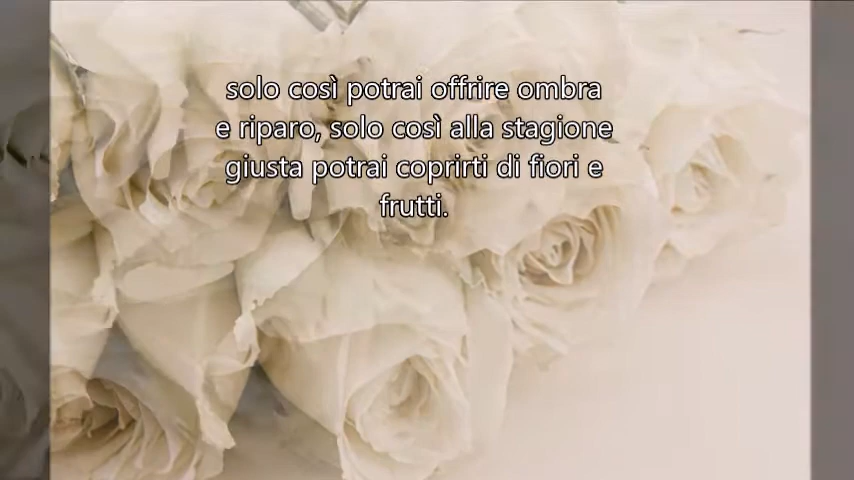 solo così potrai offrire ombra
e riparo, solo così alla stagione
giusta potrai coprirti di fiori e
frutti.